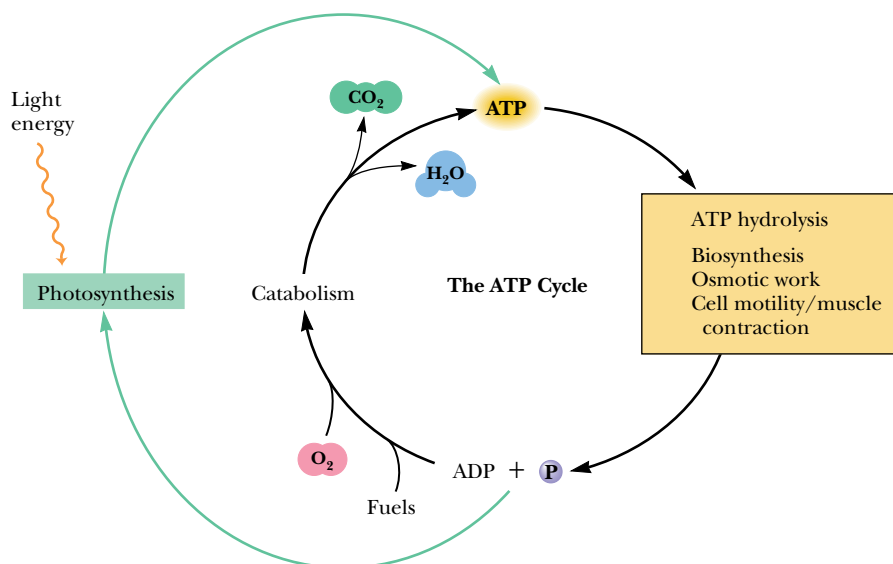 CO₂
ATP
Light
energy
H₂O
ATP hydrolysis
Biosynthesis
Osmotic work
Cell motility/muscle
contraction
Photosynthesis
Catabolism
The ATP Cycle
O₂
ADP + P
Fuels